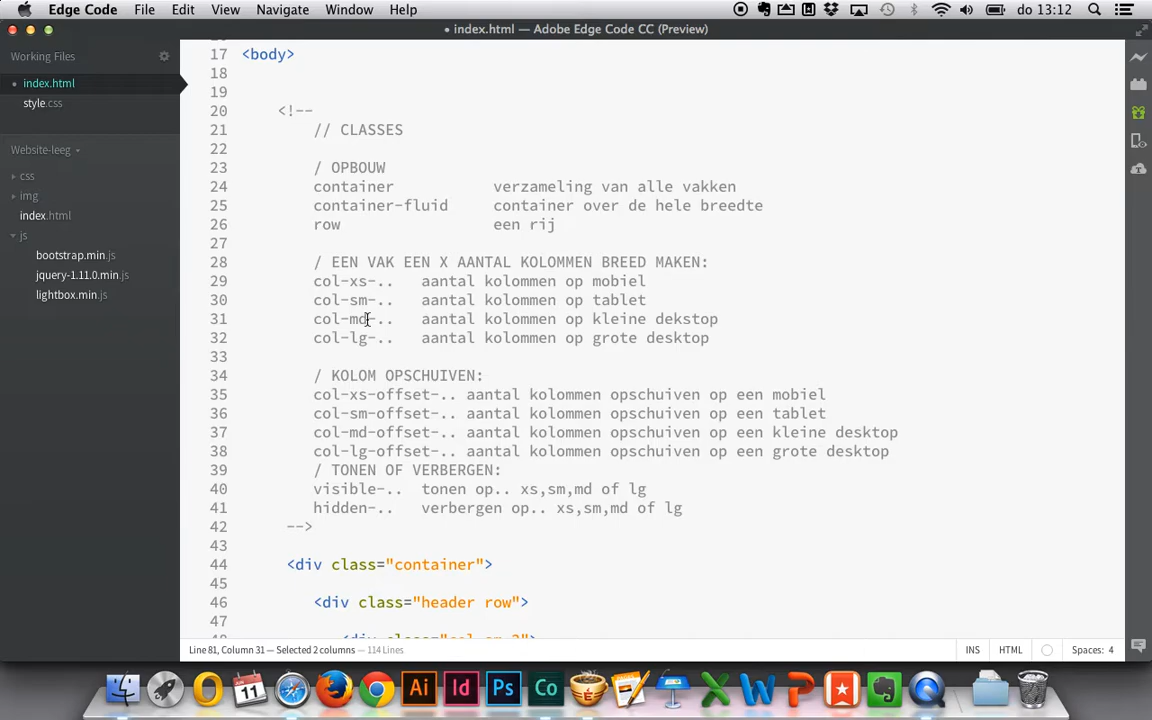 Edge Code File Edit View Navigate Window Help do 13:12
• index.html — Adobe Edge Code CC (Preview)
Working Files
• index.html
style.css
Website-leeg
css
img
index.html
js
bootstrap.min.js
jquery-1.11.0.min.js
lightbox.min.js
17 <body>
18
19
20 <!--
21 // CLASSES
22
23 / OPBOUW
24 container verzameling van alle vakken
25 container-fluid container over de hele breedte
26 row een rij
27
28 / EEN VAK EEN X AANTAL KOLOMMEN BREED MAKEN:
29 col-xs-.. aantal kolommen op mobiel
30 col-sm-.. aantal kolommen op tablet
31 col-md-.. aantal kolommen op kleine dekstop
32 col-lg-.. aantal kolommen op grote desktop
33
34 / KOLOM OPSCHUIVEN:
35 col-xs-offset-.. aantal kolommen opschuiven op een mobiel
36 col-sm-offset-.. aantal kolommen opschuiven op een tablet
37 col-md-offset-.. aantal kolommen opschuiven op een kleine desktop
38 col-lg-offset-.. aantal kolommen opschuiven op een grote desktop
39 / TONEN OF VERBERGEN:
40 visible-.. tonen op.. xs,sm,md of lg
41 hidden-.. verbergen op.. xs,sm,md of lg
42 -->
43
44 <div class="container">
45
46 <div class="header row">
47
Line 81, Column 31 — Selected 2 columns — 114 Lines INS HTML Spaces: 4
JUN 11 Ai Id Ps Co